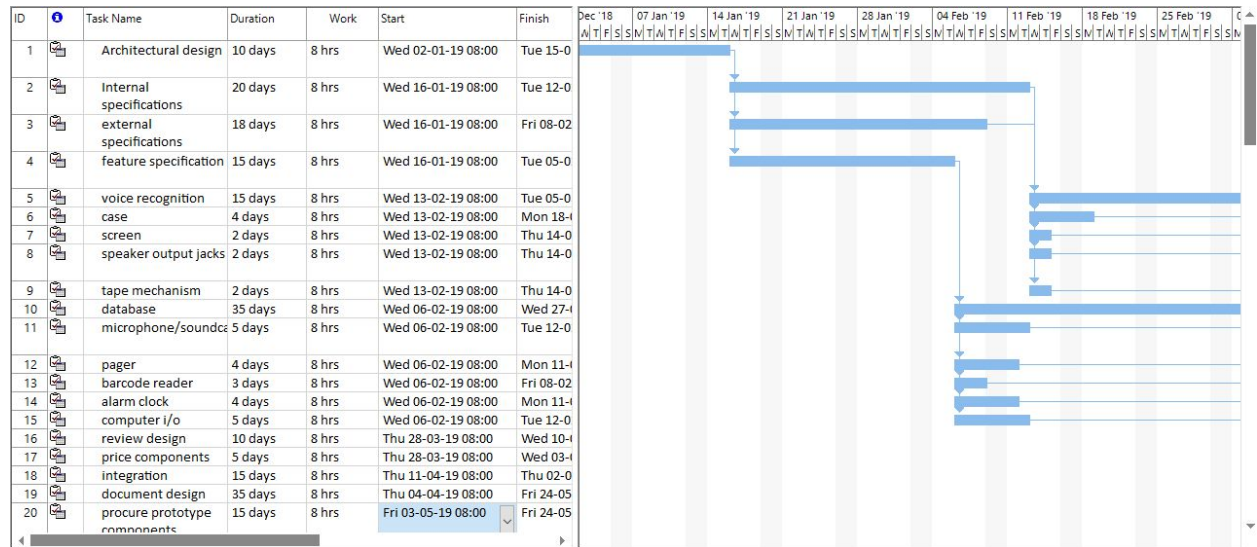 ID Task Name Duration Work Start Finish Dec '18 07 Jan '19 14 Jan '19 21 Jan '19 28 Jan '19 04 Feb '19 11 Feb '19 18 Feb '19 25 Feb '19
W T F S S M T W T F S S M T W T F S S M T W T F S S M T W T F S S M T W T F S S M T W T F S S M T W T F S S M T W T F S S M
1 Architectural design 10 days 8 hrs Wed 02-01-19 08:00 Tue 15-0
2 Internal specifications 20 days 8 hrs Wed 16-01-19 08:00 Tue 12-0
3 external specifications 18 days 8 hrs Wed 16-01-19 08:00 Fri 08-02
4 feature specification 15 days 8 hrs Wed 16-01-19 08:00 Tue 05-0
5 voice recognition 15 days 8 hrs Wed 13-02-19 08:00 Tue 05-0
6 case 4 days 8 hrs Wed 13-02-19 08:00 Mon 18-
7 screen 2 days 8 hrs Wed 13-02-19 08:00 Thu 14-0
8 speaker output jacks 2 days 8 hrs Wed 13-02-19 08:00 Thu 14-0
9 tape mechanism 2 days 8 hrs Wed 13-02-19 08:00 Thu 14-0
10 database 35 days 8 hrs Wed 06-02-19 08:00 Wed 27-
11 microphone/soundca 5 days 8 hrs Wed 06-02-19 08:00 Tue 12-0
12 pager 4 days 8 hrs Wed 06-02-19 08:00 Mon 11-
13 barcode reader 3 days 8 hrs Wed 06-02-19 08:00 Fri 08-02
14 alarm clock 4 days 8 hrs Wed 06-02-19 08:00 Mon 11-
15 computer i/o 5 days 8 hrs Wed 06-02-19 08:00 Tue 12-0
16 review design 10 days 8 hrs Thu 28-03-19 08:00 Wed 10-
17 price components 5 days 8 hrs Thu 28-03-19 08:00 Wed 03-
18 integration 15 days 8 hrs Thu 11-04-19 08:00 Thu 02-0
19 document design 35 days 8 hrs Thu 04-04-19 08:00 Fri 24-05
20 procure prototype components 15 days 8 hrs Fri 03-05-19 08:00 Fri 24-05